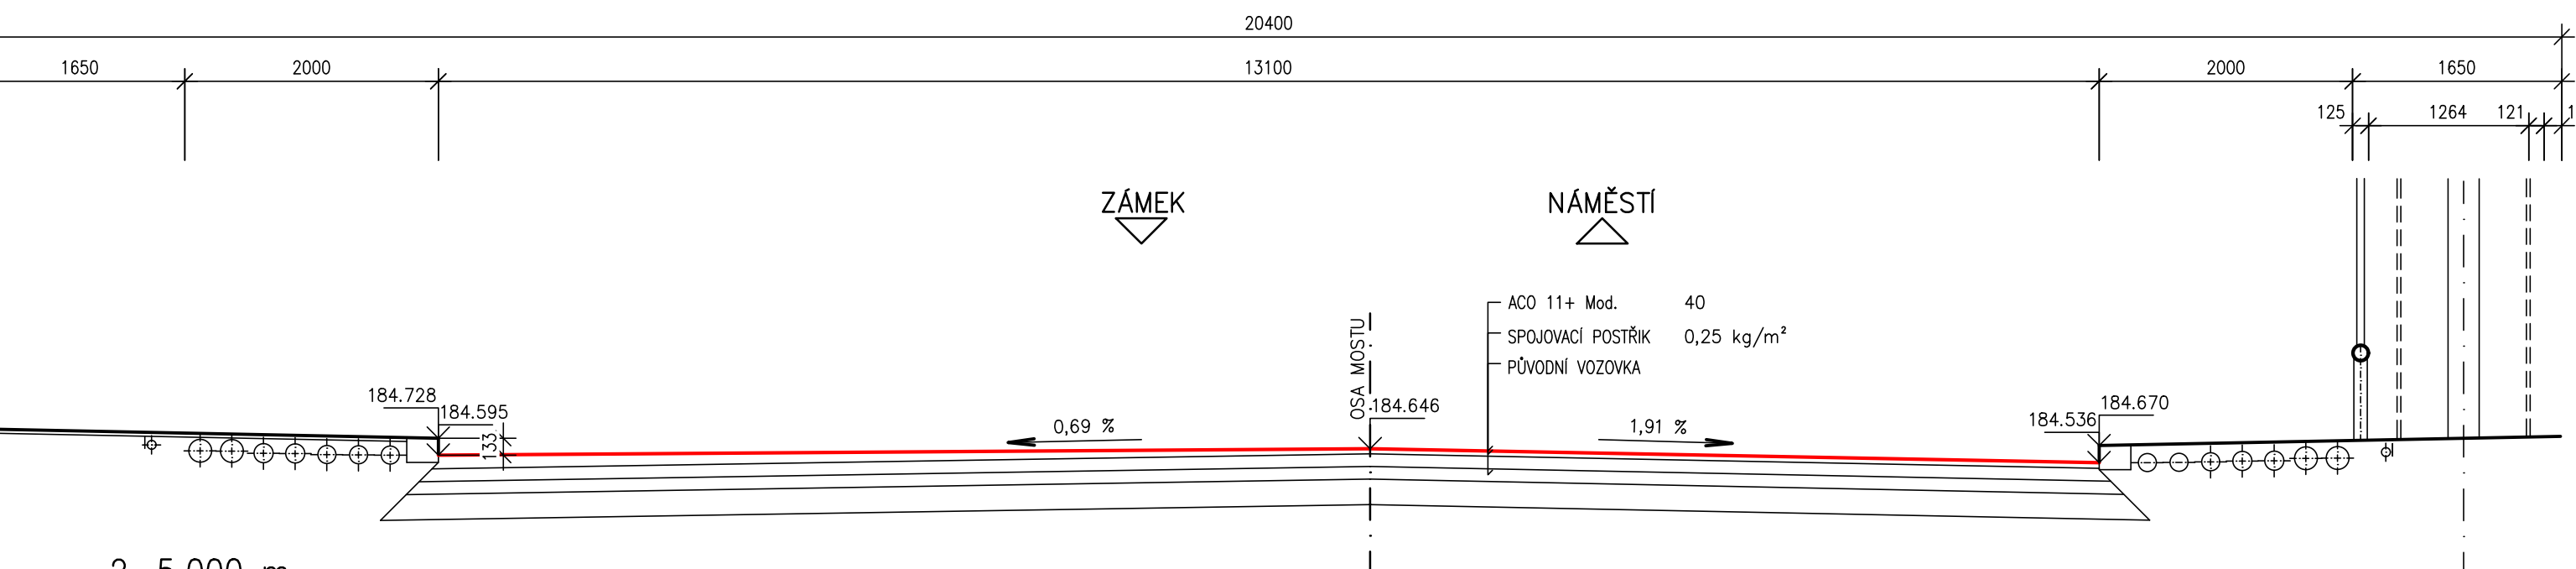 20400
1650 2000 13100 2000 1650
125 1264 121
ZÁMEK NÁMĚSTÍ
ACO 11+ Mod. 40
SPOJOVACÍ POSTŘIK 0,25 kg/m²
PŮVODNÍ VOZOVKA
OSA MOSTU
184.728
184.595
133
0,69 %
184.646
1,91 %
184.536
184.670